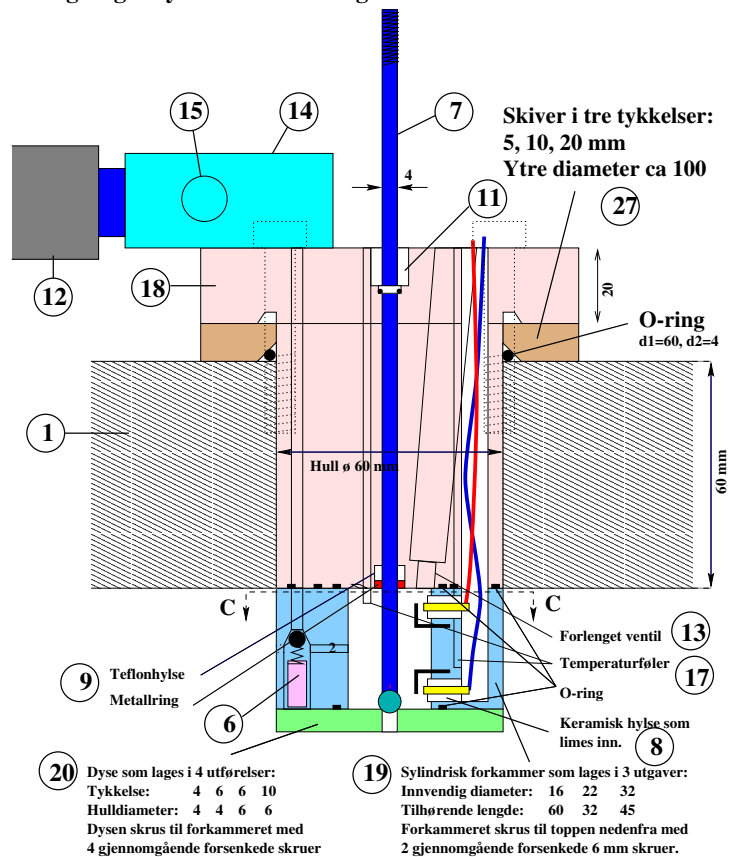 15
14
7
Skiver i tre tykkelser:
5, 10, 20 mm
Ytre diameter ca 100
4
11
27
12
18
20
O-ring
d1=60, d2=4
1
Hull ø 60 mm
60 mm
C
C
13
Forlenget ventil
9
Teflonhylse
2
Temperaturføler
17
Metallring
O-ring
6
Keramisk hylse som
limes inn.
8
20
Dyse som lages i 4 utførelser:
Tykkelse: 4 6 6 10
Hulldiameter: 4 4 6 6
Dysen skrus til forkammeret med
4 gjennomgående forsenkede skruer
19
Sylindrisk forkammer som lages i 3 utgaver:
Innvendig diameter: 16 22 32
Tilhørende lengde: 60 32 45
Forkammeret skrus til toppen nedenfra med
2 gjennomgående forsenkede 6 mm skruer.